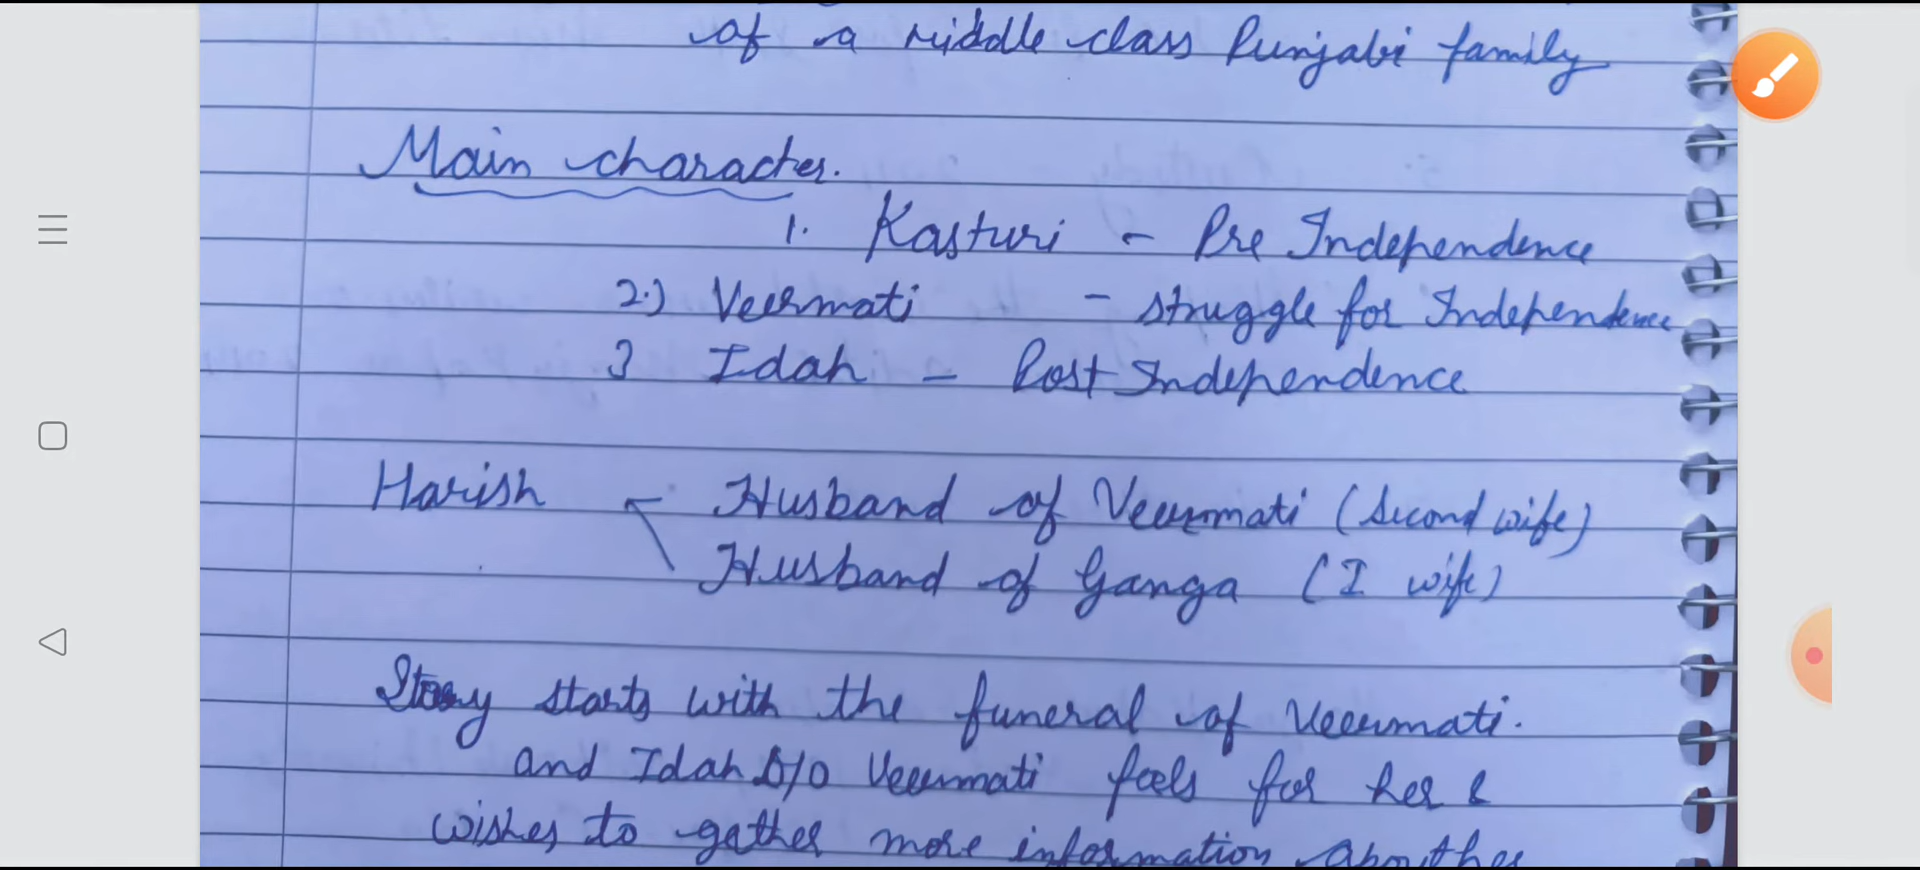 of a middle class Punjabi family
Main character.
1. Kasturi - Pre Independence
2.) Veermati - struggle for Independence
3 Idah - Post Independence
Harish Husband of Veermati (Second wife)
Husband of Ganga (I wife)
Story starts with the funeral of Veermati.
and Idah D/O Veermati feels for her &
wishes to gather more information about her